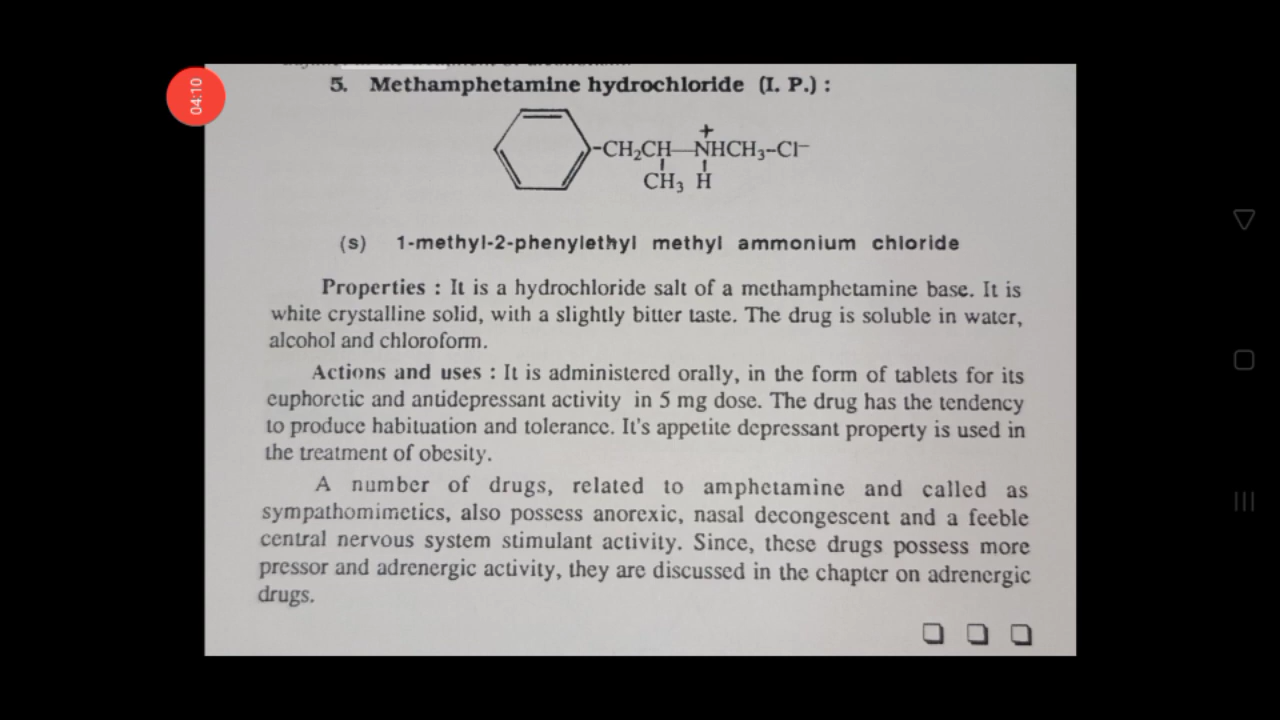 04:10
5. Methamphetamine hydrochloride (I. P.) :
-CH₂CH—N⁺HCH₃-Cl⁻
CH₃ H
(s) 1-methyl-2-phenylethyl methyl ammonium chloride
Properties : It is a hydrochloride salt of a methamphetamine base. It is
white crystalline solid, with a slightly bitter taste. The drug is soluble in water,
alcohol and chloroform.
Actions and uses : It is administered orally, in the form of tablets for its
euphoretic and antidepressant activity in 5 mg dose. The drug has the tendency
to produce habituation and tolerance. It's appetite depressant property is used in
the treatment of obesity.
A number of drugs, related to amphetamine and called as
sympathomimetics, also possess anorexic, nasal decongescent and a feeble
central nervous system stimulant activity. Since, these drugs possess more
pressor and adrenergic activity, they are discussed in the chapter on adrenergic
drugs.